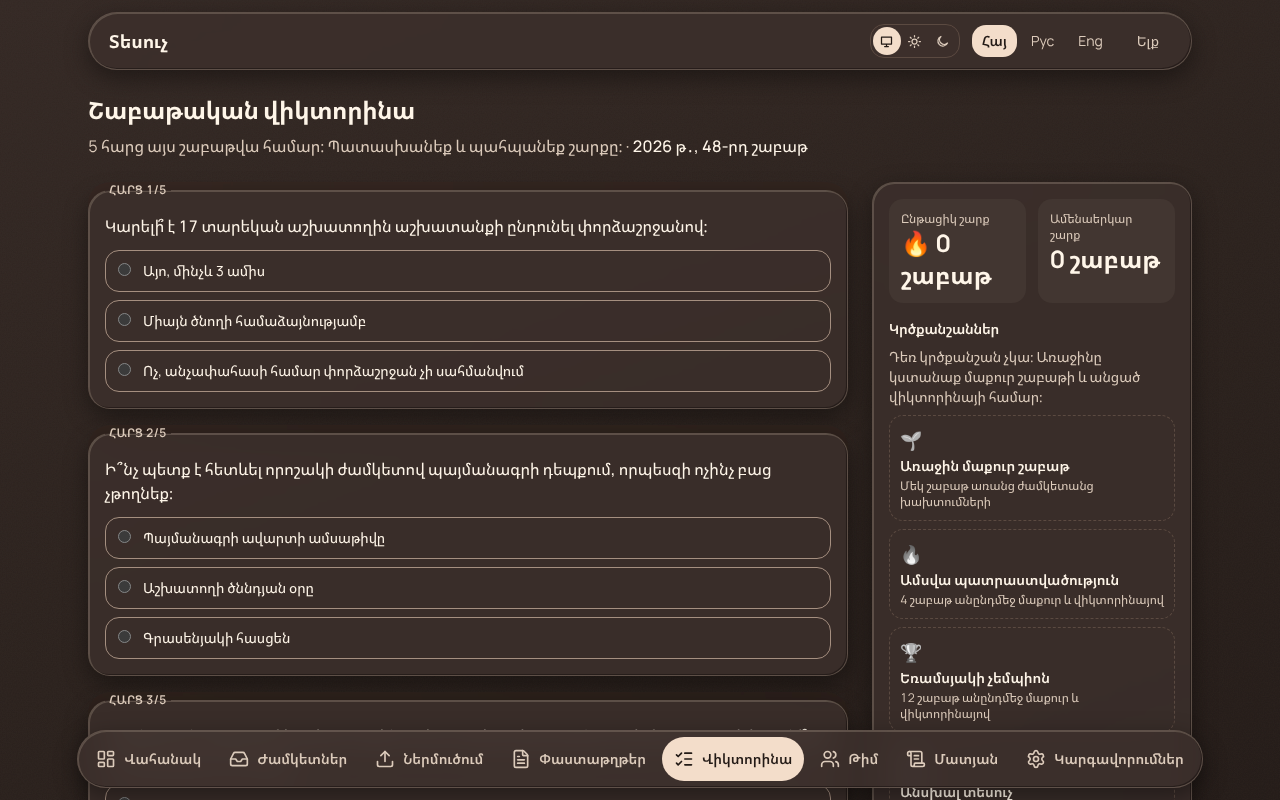 Տեսուչ
Հայ Рус Eng Ելք
Շաբաթական վիկտորինա
5 հարց այս շաբաթվա համար։ Պատասխանեք և պահպանեք շարքը։ · 2026 թ., 48-րդ շաբաթ
ՀԱՐՑ 1/5
Կարելի՞ է 17 տարեկան աշխատողին աշխատանքի ընդունել փորձաշրջանով։
Այո, մինչև 3 ամիս
Միայն ծնողի համաձայնությամբ
Ոչ, անչափահասի համար փորձաշրջան չի սահմանվում
ՀԱՐՑ 2/5
Ի՞նչ պետք է հետևել որոշակի ժամկետով պայմանագրի դեպքում, որպեսզի ոչինչ բաց
չթողնեք։
Պայմանագրի ավարտի ամսաթիվը
Աշխատողի ծննդյան օրը
Գրասենյակի հասցեն
ՀԱՐՑ 3/5
Ընթացիկ շարք
🔥 0
շաբաթ
Ամենաերկար
շարք
0 շաբաթ
Կրծքանշաններ
Դեռ կրծքանշան չկա։ Առաջինը
կստանաք մաքուր շաբաթի և անցած
վիկտորինայի համար։
Առաջին մաքուր շաբաթ
Մեկ շաբաթ առանց ժամկետանց
խախտումների
Ամսվա պատրաստվածություն
4 շաբաթ անընդմեջ մաքուր և վիկտորինայով
Եռամսյակի չեմպիոն
12 շաբաթ անընդմեջ մաքուր և
վիկտորինայով
Անսխալ տեսուչ
Վահանակ Ժամկետներ Ներմուծում Փաստաթղթեր Վիկտորինա Թիմ Մատյան Կարգավորումներ